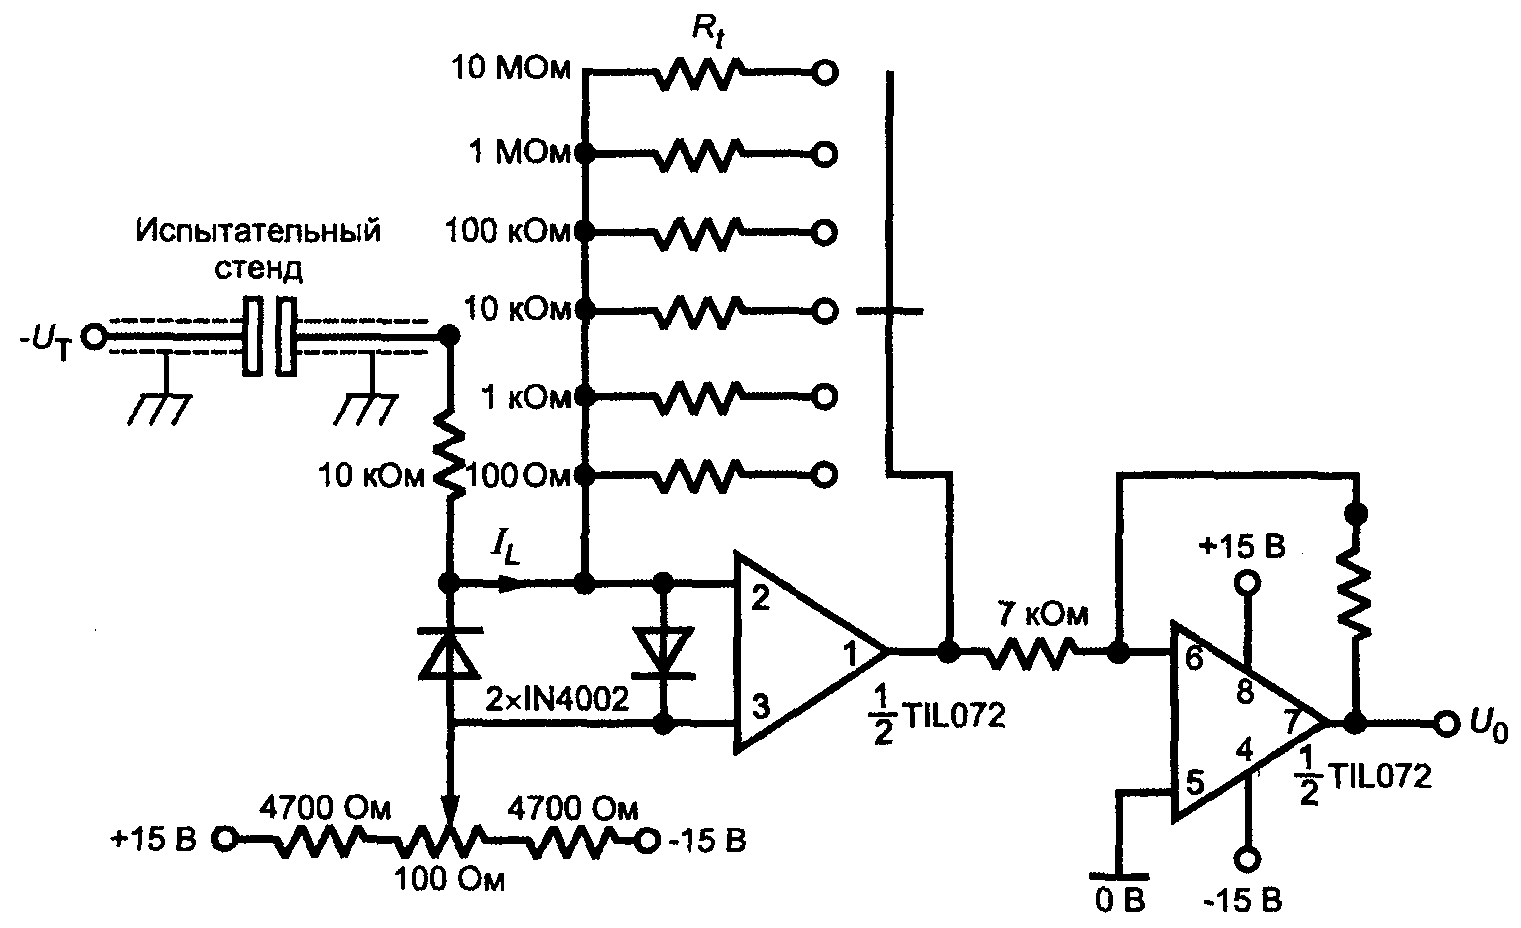 R_t
10 МОм
1 МОм
100 кОм
Испытательный
стенд
10 кОм
-U_T
1 кОм
10 кОм
100 Ом
I_L
+15 В
2
7 кОм
1
6
8
2×IN4002
3
1/2 TIL072
7
U_0
4
5
1/2 TIL072
4700 Ом
4700 Ом
+15 В
-15 В
100 Ом
0 В
-15 В